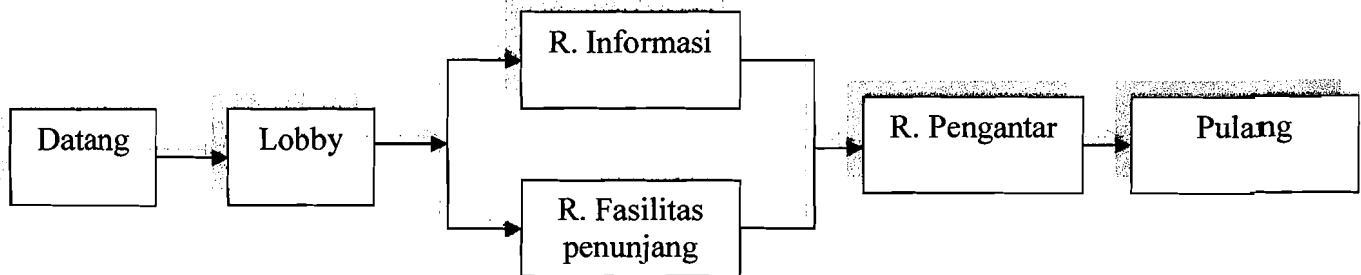 Datang
Lobby
R. Informasi
R. Fasilitas
penunjang
R. Pengantar
Pulang